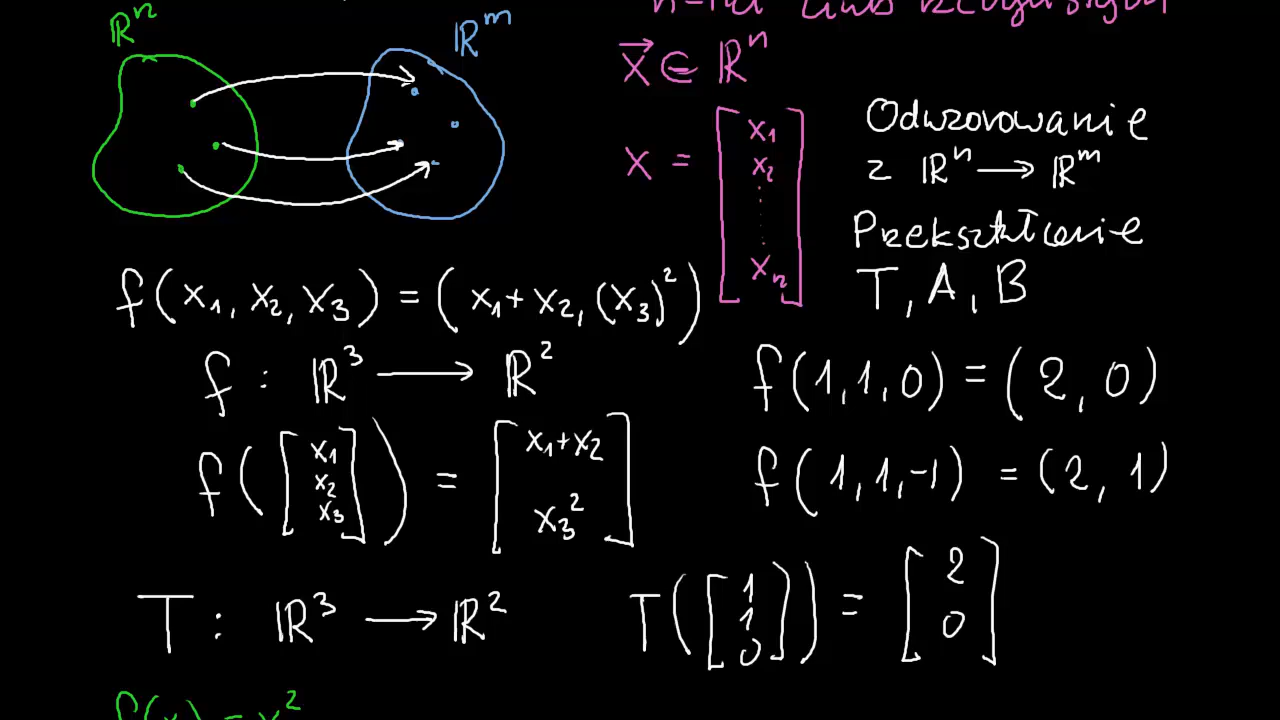 ℝⁿ ℝᵐ
n-
x⃗ ∈ ℝⁿ
x = [x₁ x₂ ⋮ xₙ]
Odwzorowanie
z ℝⁿ → ℝᵐ
Przekształcenie
T, A, B
f(x₁, x₂, x₃) = (x₁+x₂, (x₃)²)
f : ℝ³ → ℝ²
f([x₁ x₂ x₃]) = [x₁+x₂ x₃²]
T : ℝ³ → ℝ²
f(1,1,0) = (2, 0)
f(1,1,-1) = (2, 1)
T([1 1 0]) = [2 0]
f(x) = x²